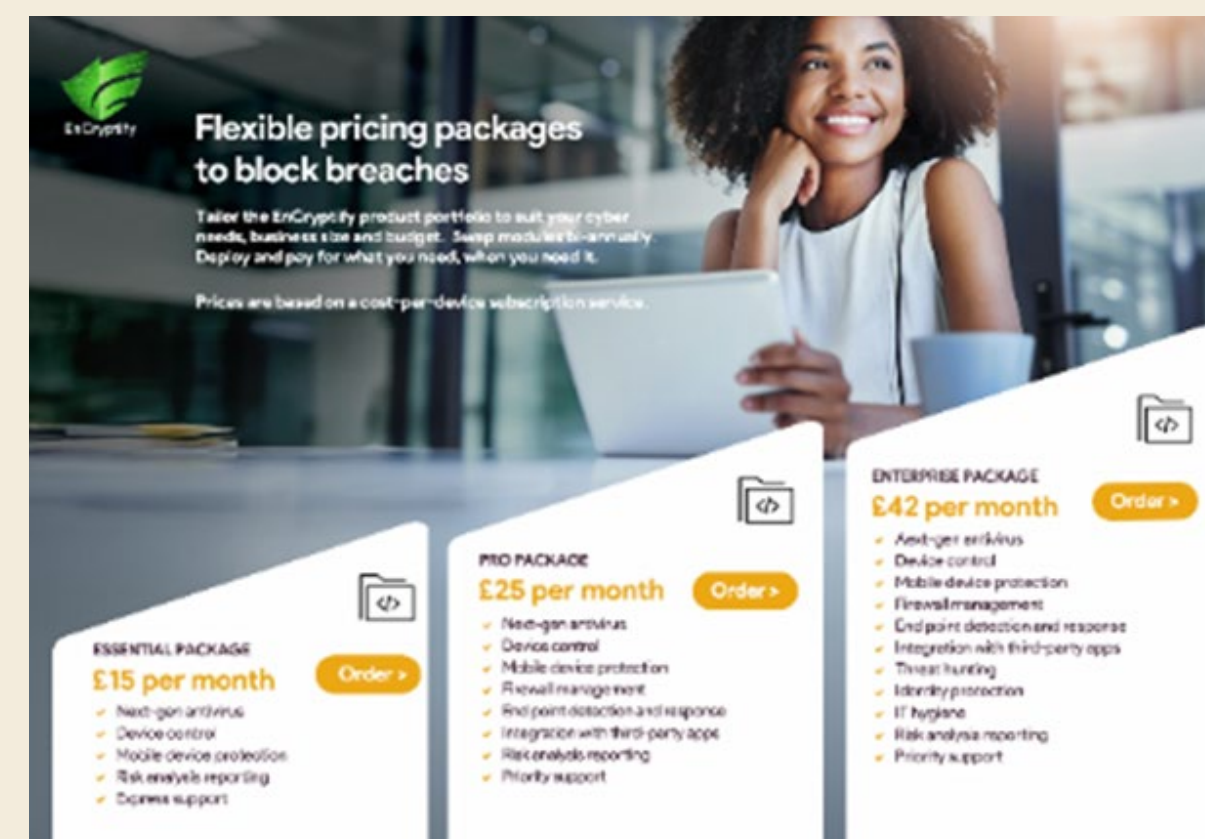 EnCryptify
Flexible pricing packages
to block breaches
Tailor the EnCryptify product portfolio to suit your cyber
needs, business size and budget. Swap modules bi-annually.
Deploy and pay for what you need, when you need it.
Prices are based on a cost-per-device subscription service.
ESSENTIAL PACKAGE
£15 per month
Order >
Next-gen antivirus
Device control
Mobile device protection
Risk analysis reporting
Express support
PRO PACKAGE
£25 per month
Order >
Next-gen antivirus
Device control
Mobile device protection
Firewall management
End point detection and response
Integration with third-party apps
Risk analysis reporting
Priority support
ENTERPRISE PACKAGE
£42 per month
Order >
Aext-gen antivirus
Device control
Mobile device protection
Firewall management
End point detection and response
Integration with third-party apps
Threat hunting
Identity protection
IT hygiene
Risk analysis reporting
Priority support